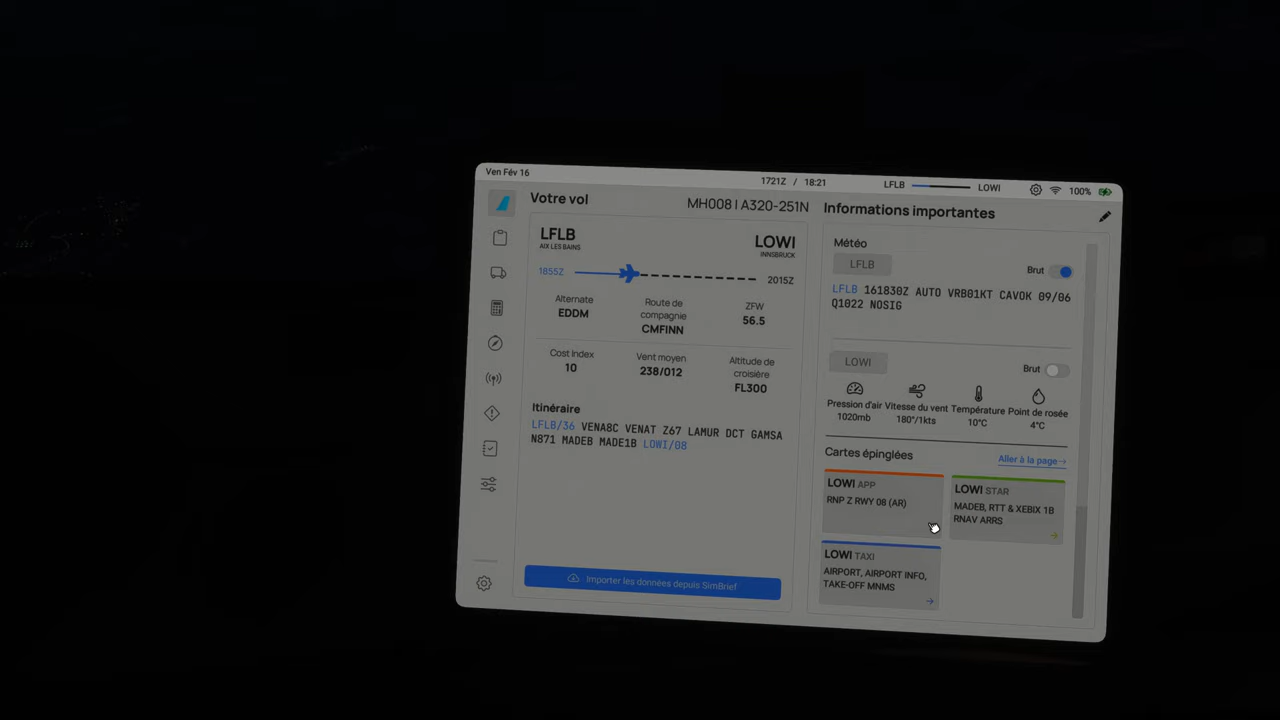 Ven Fév 16
1721Z / 18:21
LFLB
LOWI
100%
Votre vol
MH008 | A320-251N
LFLB
AIX LES BAINS
LOWI
INNSBRUCK
1855Z
2015Z
Alternate
EDDM
Route de
compagnie
CMFINN
ZFW
56.5
Cost Index
10
Vent moyen
238/012
Altitude de
croisière
FL300
Itinéraire
LFLB/36 VENA8C VENAT Z67 LAMUR DCT GAMSA
N871 MADEB MADE1B LOWI/08
Importer les données depuis SimBrief
Informations importantes
Météo
LFLB
Brut
LFLB 161830Z AUTO VRB01KT CAVOK 09/06
Q1022 NOSIG
LOWI
Brut
Pression d'air
1020mb
Vitesse du vent
180°/1kts
Température
10°C
Point de rosée
4°C
Cartes épinglées
Aller à la page
LOWI APP
RNP Z RWY 08 (AR)
LOWI STAR
MADEB, RTT & XEBIX 1B
RNAV ARRS
LOWI TAXI
AIRPORT, AIRPORT INFO,
TAKE-OFF MNMS